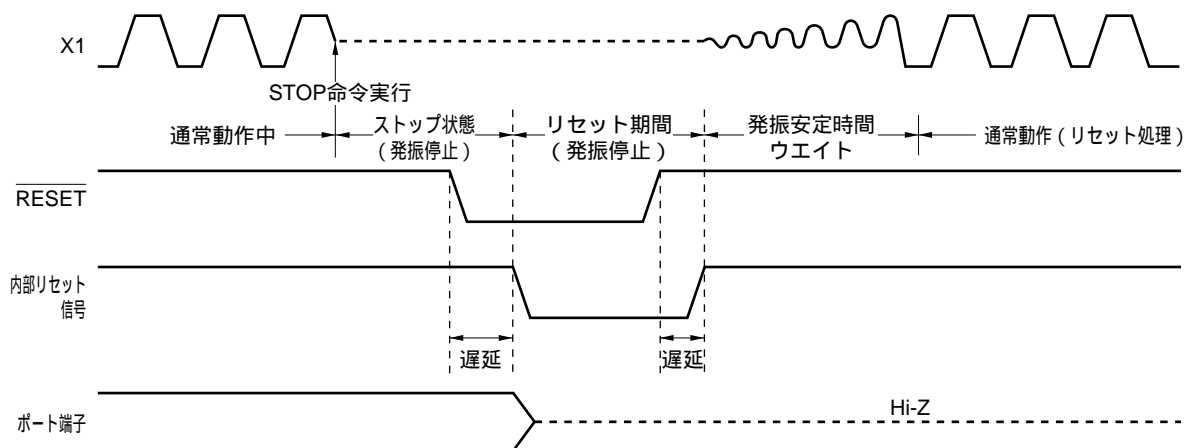 X1
STOP命令実行
通常動作中
ストップ状態
(発振停止)
リセット期間
(発振停止)
発振安定時間
ウエイト
通常動作(リセット処理)
RESET
内部リセット
信号
遅延
遅延
ポート端子
Hi-Z